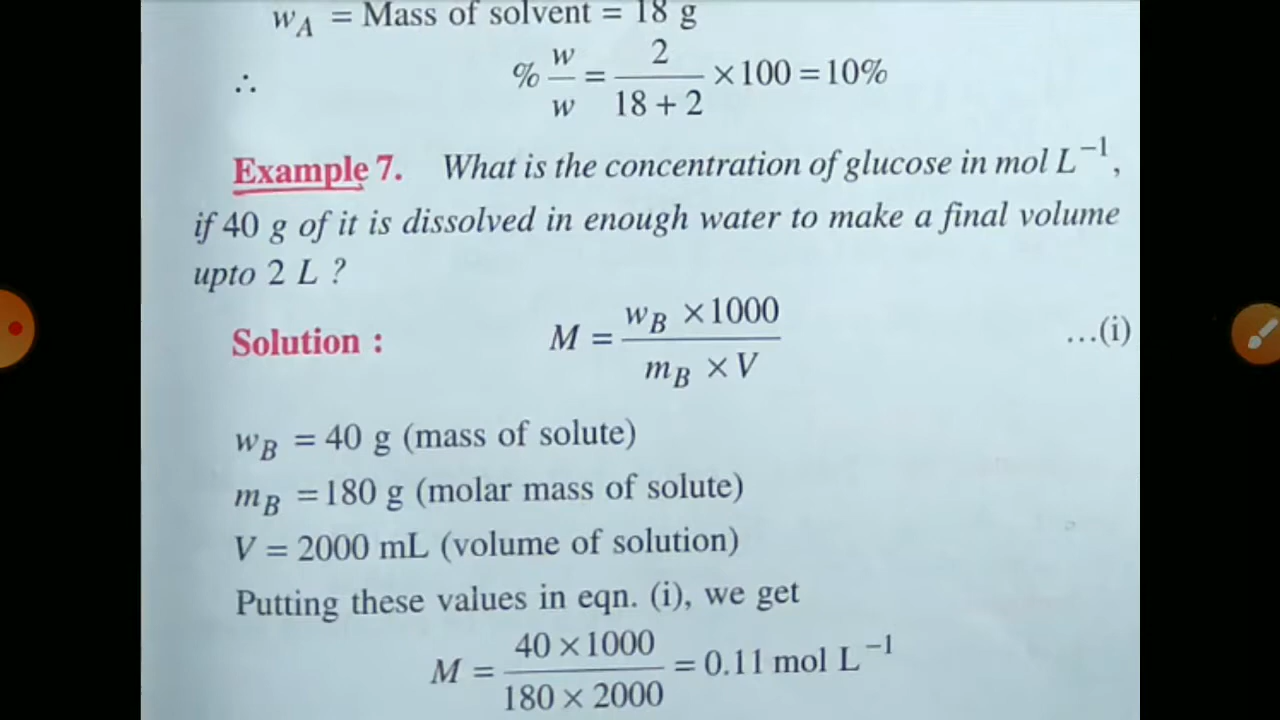 w_A = Mass of solvent = 18 g
∴ % w/w = 2/(18 + 2) × 100 = 10%
Example 7. What is the concentration of glucose in mol L⁻¹,
if 40 g of it is dissolved in enough water to make a final volume
upto 2 L ?
Solution : M = (w_B × 1000)/(m_B × V) ...(i)
w_B = 40 g (mass of solute)
m_B = 180 g (molar mass of solute)
V = 2000 mL (volume of solution)
Putting these values in eqn. (i), we get
M = (40 × 1000)/(180 × 2000) = 0.11 mol L⁻¹